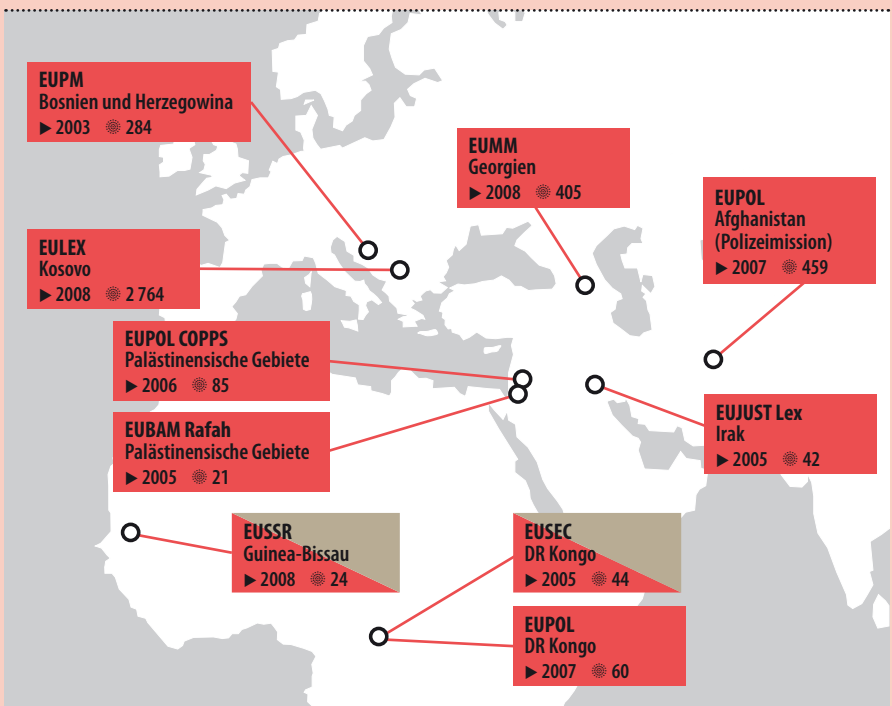 EUPM
Bosnien und Herzegowina
▶ 2003 284
EUMM
Georgien
▶ 2008 405
EUPOL
Afghanistan
(Polizeimission)
▶ 2007 459
EULEX
Kosovo
▶ 2008 2 764
EUPOL COPPS
Palästinensische Gebiete
▶ 2006 85
EUBAM Rafah
Palästinensische Gebiete
▶ 2005 21
EUJUST Lex
Irak
▶ 2005 42
EUSSR
Guinea-Bissau
▶ 2008 24
EUSEC
DR Kongo
▶ 2005 44
EUPOL
DR Kongo
▶ 2007 60